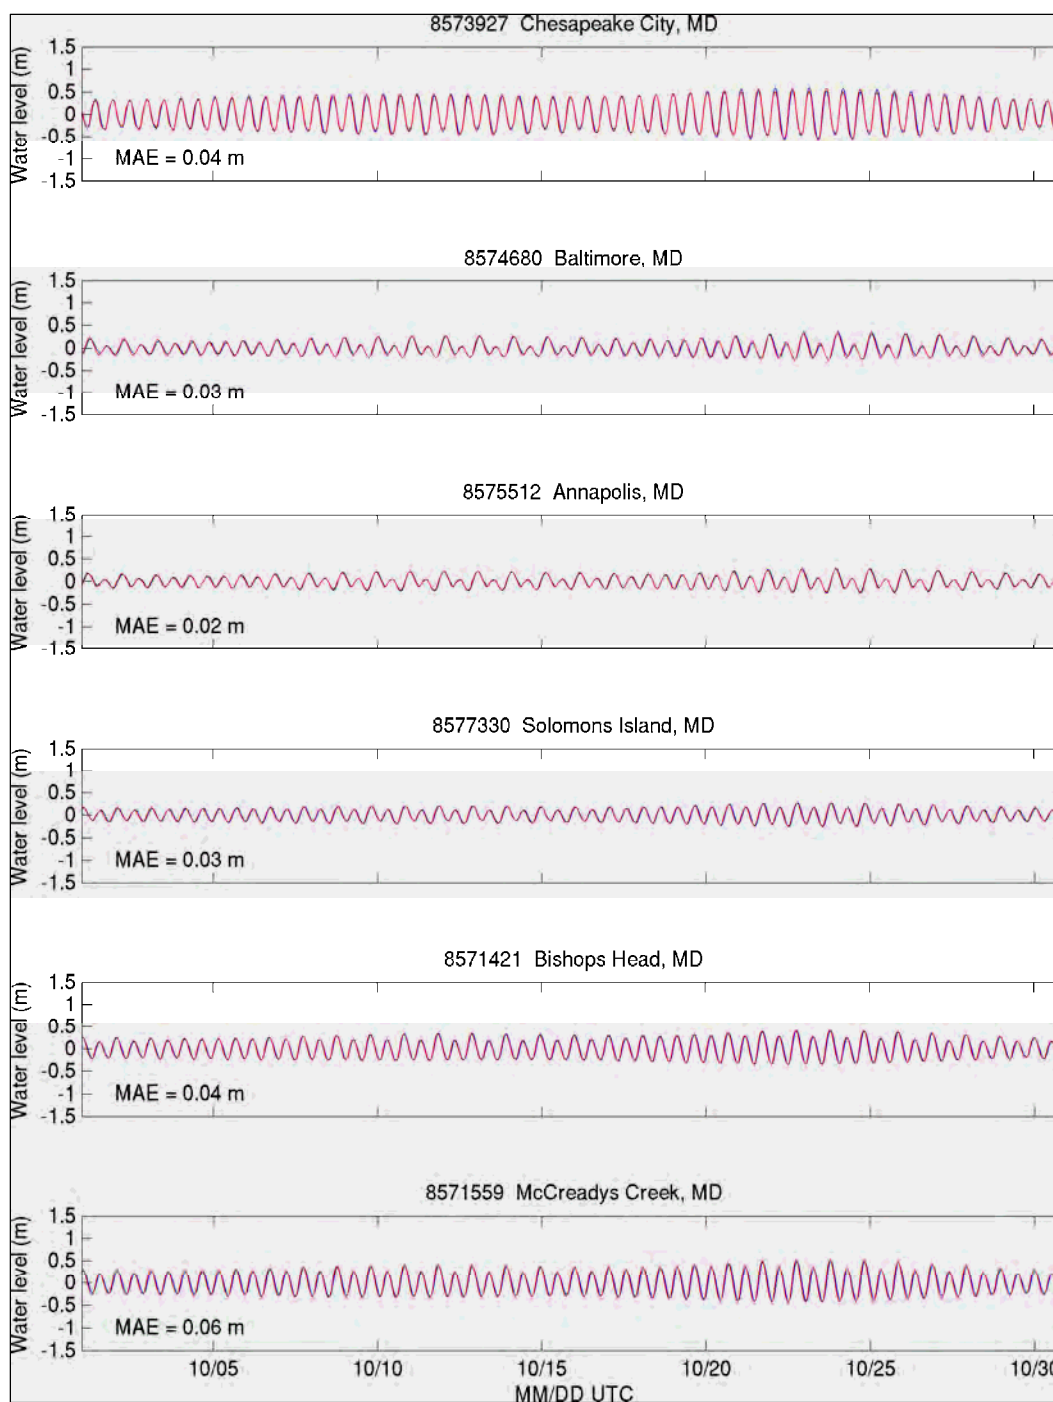 8573927 Chesapeake City, MD
Water level (m)
1.5
1
0.5
0
-0.5
-1
-1.5
MAE = 0.04 m
8574680 Baltimore, MD
Water level (m)
1.5
1
0.5
0
-0.5
-1
-1.5
MAE = 0.03 m
8575512 Annapolis, MD
Water level (m)
1.5
1
0.5
0
-0.5
-1
-1.5
MAE = 0.02 m
8577330 Solomons Island, MD
Water level (m)
1.5
1
0.5
0
-0.5
-1
-1.5
MAE = 0.03 m
8571421 Bishops Head, MD
Water level (m)
1.5
1
0.5
0
-0.5
-1
-1.5
MAE = 0.04 m
8571559 McCreadys Creek, MD
Water level (m)
1.5
1
0.5
0
-0.5
-1
-1.5
MAE = 0.06 m
10/05 10/10 10/15 10/20 10/25 10/30
MM/DD UTC